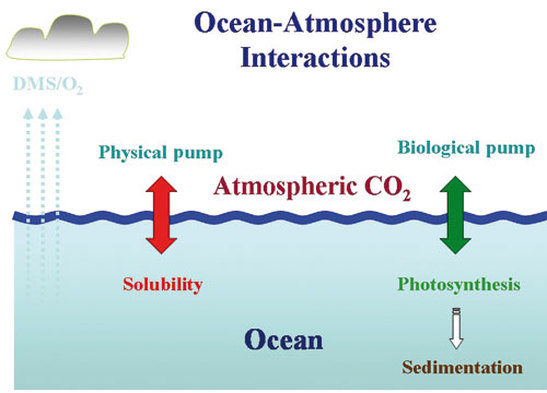 Ocean-Atmosphere
Interactions
DMS/O₂
Physical pump
Biological pump
Atmospheric CO₂
Solubility
Photosynthesis
Ocean
Sedimentation